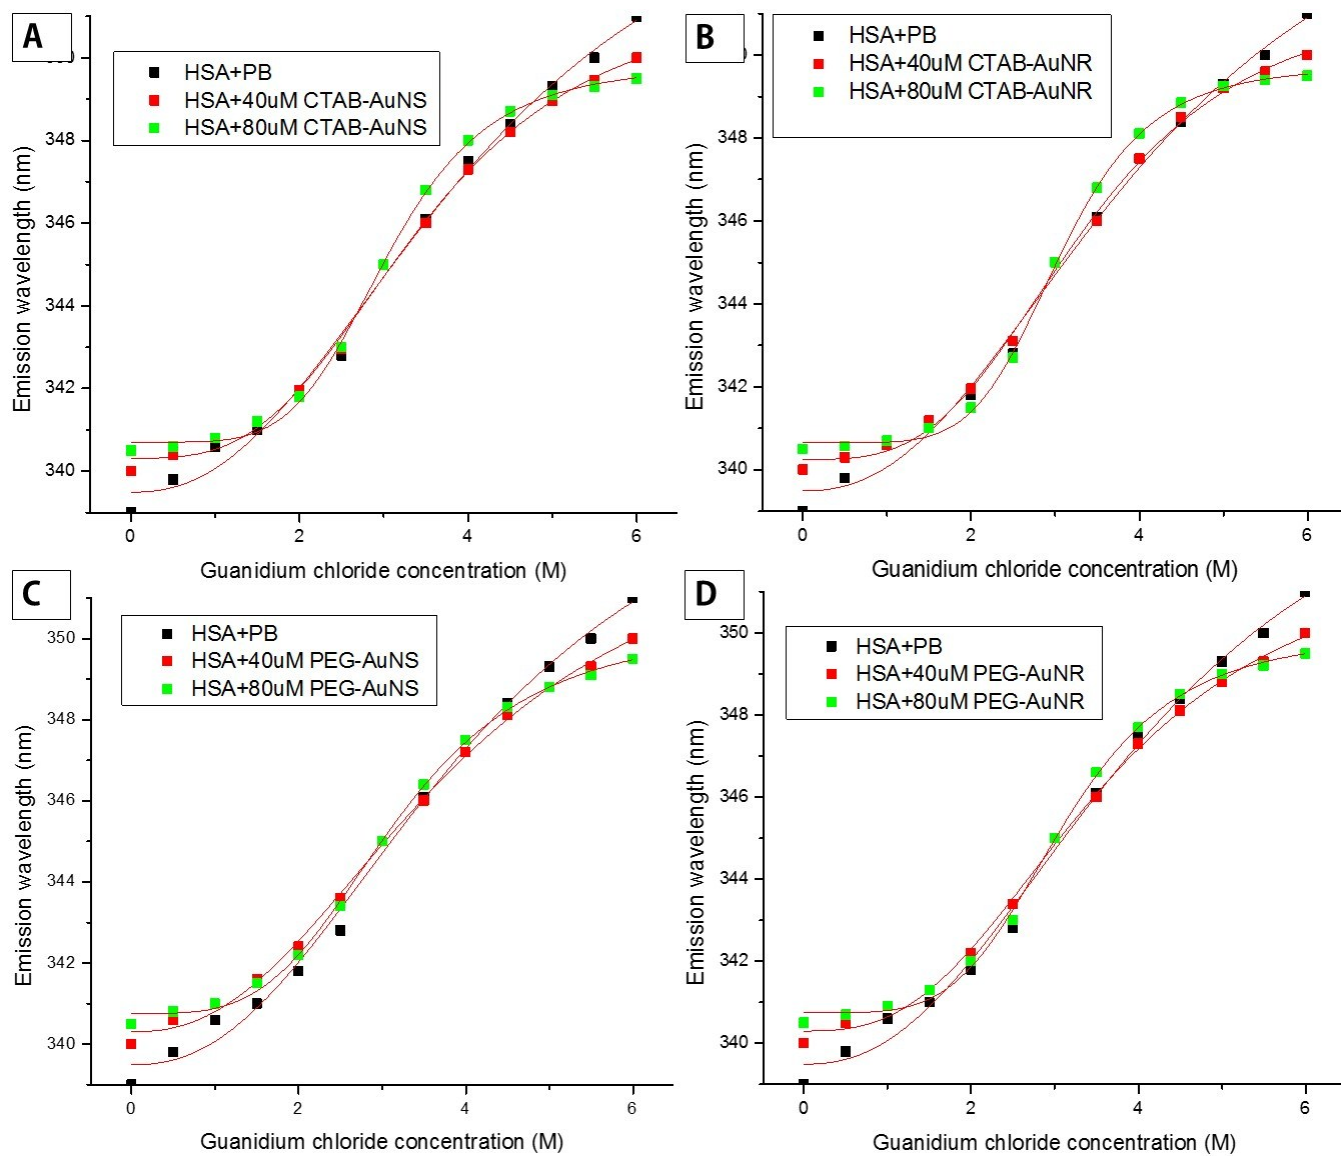 A
HSA+PB
HSA+40uM CTAB-AuNS
HSA+80uM CTAB-AuNS
348
346
344
342
340
0 2 4 6
Emission wavelength (nm)
Guanidium chloride concentration (M)
B
HSA+PB
HSA+40uM CTAB-AuNR
HSA+80uM CTAB-AuNR
348
346
344
342
340
0 2 4 6
Emission wavelength (nm)
Guanidium chloride concentration (M)
C
HSA+PB
HSA+40uM PEG-AuNS
HSA+80uM PEG-AuNS
350
348
346
344
342
340
0 2 4 6
Emission wavelength (nm)
Guanidium chloride concentration (M)
D
HSA+PB
HSA+40uM PEG-AuNR
HSA+80uM PEG-AuNR
350
348
346
344
342
340
0 2 4 6
Emission wavelength (nm)
Guanidium chloride concentration (M)